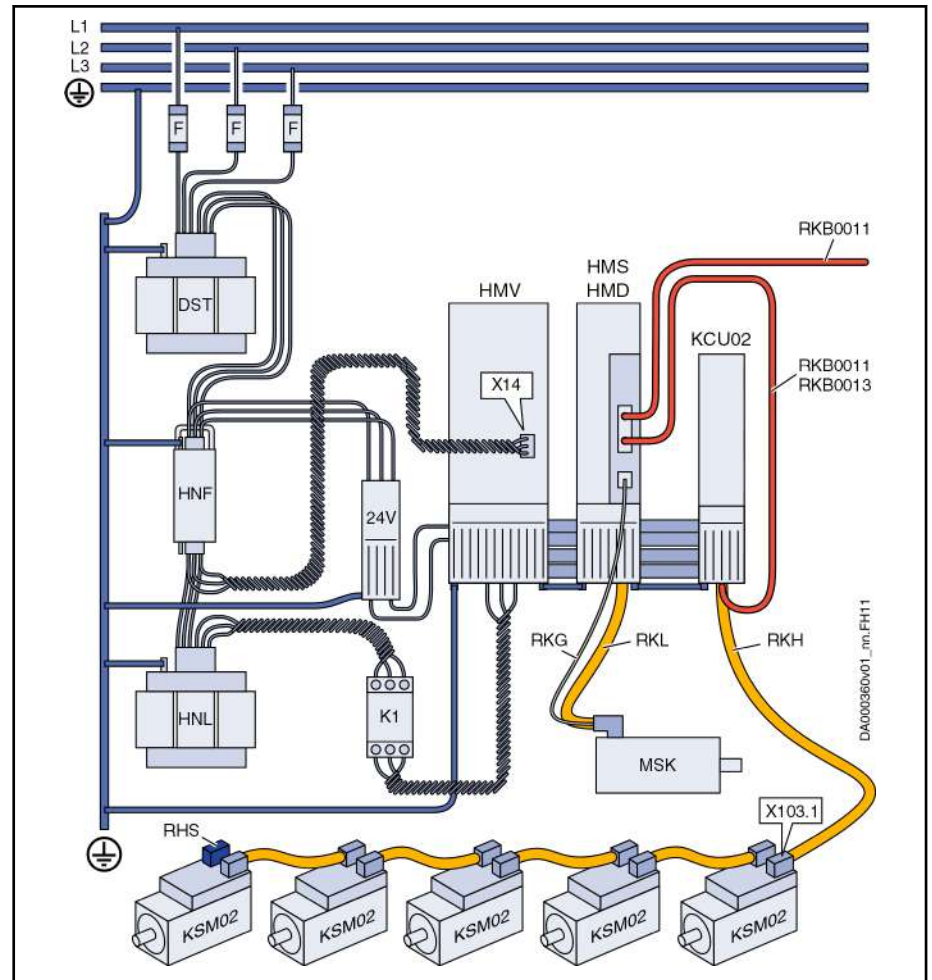 L1
L2
L3
F
F
F
RKB0011
HMS
HMV
HMD
DST
KCU02
RKB0011
RKB0013
X14
HNF
24V
RKG
RKL
RKH
DA000360v01_nn.FH11
HNL
K1
MSK
X103.1
RHS
KSM02
KSM02
KSM02
KSM02
KSM02